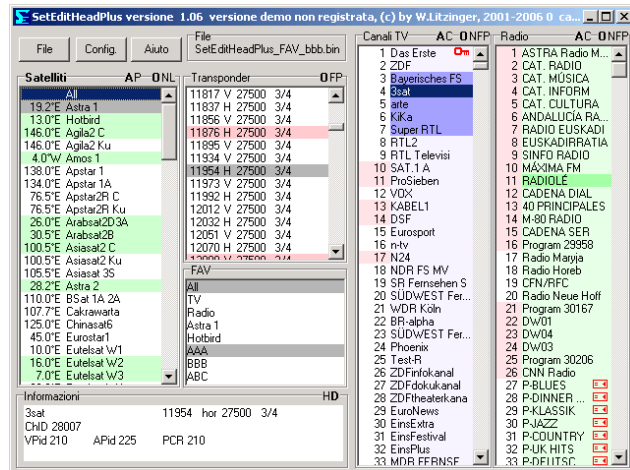 SetEditHeadPlus versione 1.06 versione demo non registrata, (c) by W.Litzinger, 2001-2006 0 ca...
File
Config.
Aiuto
File
SetEditHeadPlus_FAV_bbb.bin
Satelliti A P O N L
All
19.2°E Astra 1
13.0°E Hotbird
146.0°E Agila2 C
146.0°E Agila2 Ku
4.0°W Amos 1
138.0°E Apstar 1
134.0°E Apstar 1A
76.5°E Apstar2R C
76.5°E Apstar2R Ku
26.0°E Arabsat2D3A
30.5°E Arabsat2B
100.5°E Asiasat2 C
100.5°E Asiasat2 Ku
105.5°E Asiasat 3S
28.2°E Astra 2
110.0°E BSat 1A 2A
107.7°E Cakrawarta
125.0°E Chinasat6
45.0°E Eurostar1
10.0°E Eutelsat W1
16.0°E Eutelsat W2
7.0°E Eutelsat W3
Transponder O F P
11817 V 27500 3/4
11837 H 27500 3/4
11856 V 27500 3/4
11876 H 27500 3/4
11895 V 27500 3/4
11934 V 27500 3/4
11954 H 27500 3/4
11973 V 27500 3/4
11992 H 27500 3/4
12012 V 27500 3/4
12032 H 27500 3/4
12051 V 27500 3/4
12070 H 27500 3/4
12090 V 27500 3/4
FAV
All
TV
Radio
Astra 1
Hotbird
AAA
BBB
ABC
Informazioni H D
3sat 11954 hor 27500 3/4
ChID 28007
VPid 210 APid 225 PCR 210
Canali TV A C O N F P
1 Das Erste
2 ZDF
3 Bayerisches FS
4 3sat
5 arte
6 KiKa
7 Super RTL
8 RTL2
9 RTL Televisi
10 SAT.1 A
11 ProSieben
12 VOX
13 KABEL1
14 DSF
15 Eurosport
16 n-tv
17 N24
18 NDR FS MV
19 SR Fernsehen S
20 SÜDWEST Fer...
21 WDR Köln
22 BR-alpha
23 SÜDWEST Fer...
24 Phoenix
25 Test-R
26 ZDFinfokanal
27 ZDFdokukanal
28 ZDFtheaterkana
29 EuroNews
30 EinsExtra
31 EinsFestival
32 EinsPlus
33 MDR FERNSE
Radio A C O N F P
1 ASTRA Radio M...
2 CAT. RADIO
3 CAT. MÚSICA
4 CAT. INFORM
5 CAT. CULTURA
6 ANDALUCÍA RA...
7 RADIO EUSKADI
8 EUSKADIRRATIA
9 SINFO RADIO
10 MÁXIMA FM
11 RADIOLÉ
12 CADENA DIAL
13 40 PRINCIPALES
14 M-80 RADIO
15 CADENA SER
16 Program 29958
17 Radio Maryja
18 Radio Horeb
19 CFN/RFC
20 Radio Neue Hoff
21 Program 30167
22 DW01
23 DW04
24 DW03
25 Program 30206
26 CNN Radio
27 P-BLUES
28 P-DINNER ...
29 P-KLASSIK
30 P-JAZZ
31 P-COUNTRY
32 P-UK HITS
33 P-DEUTSC